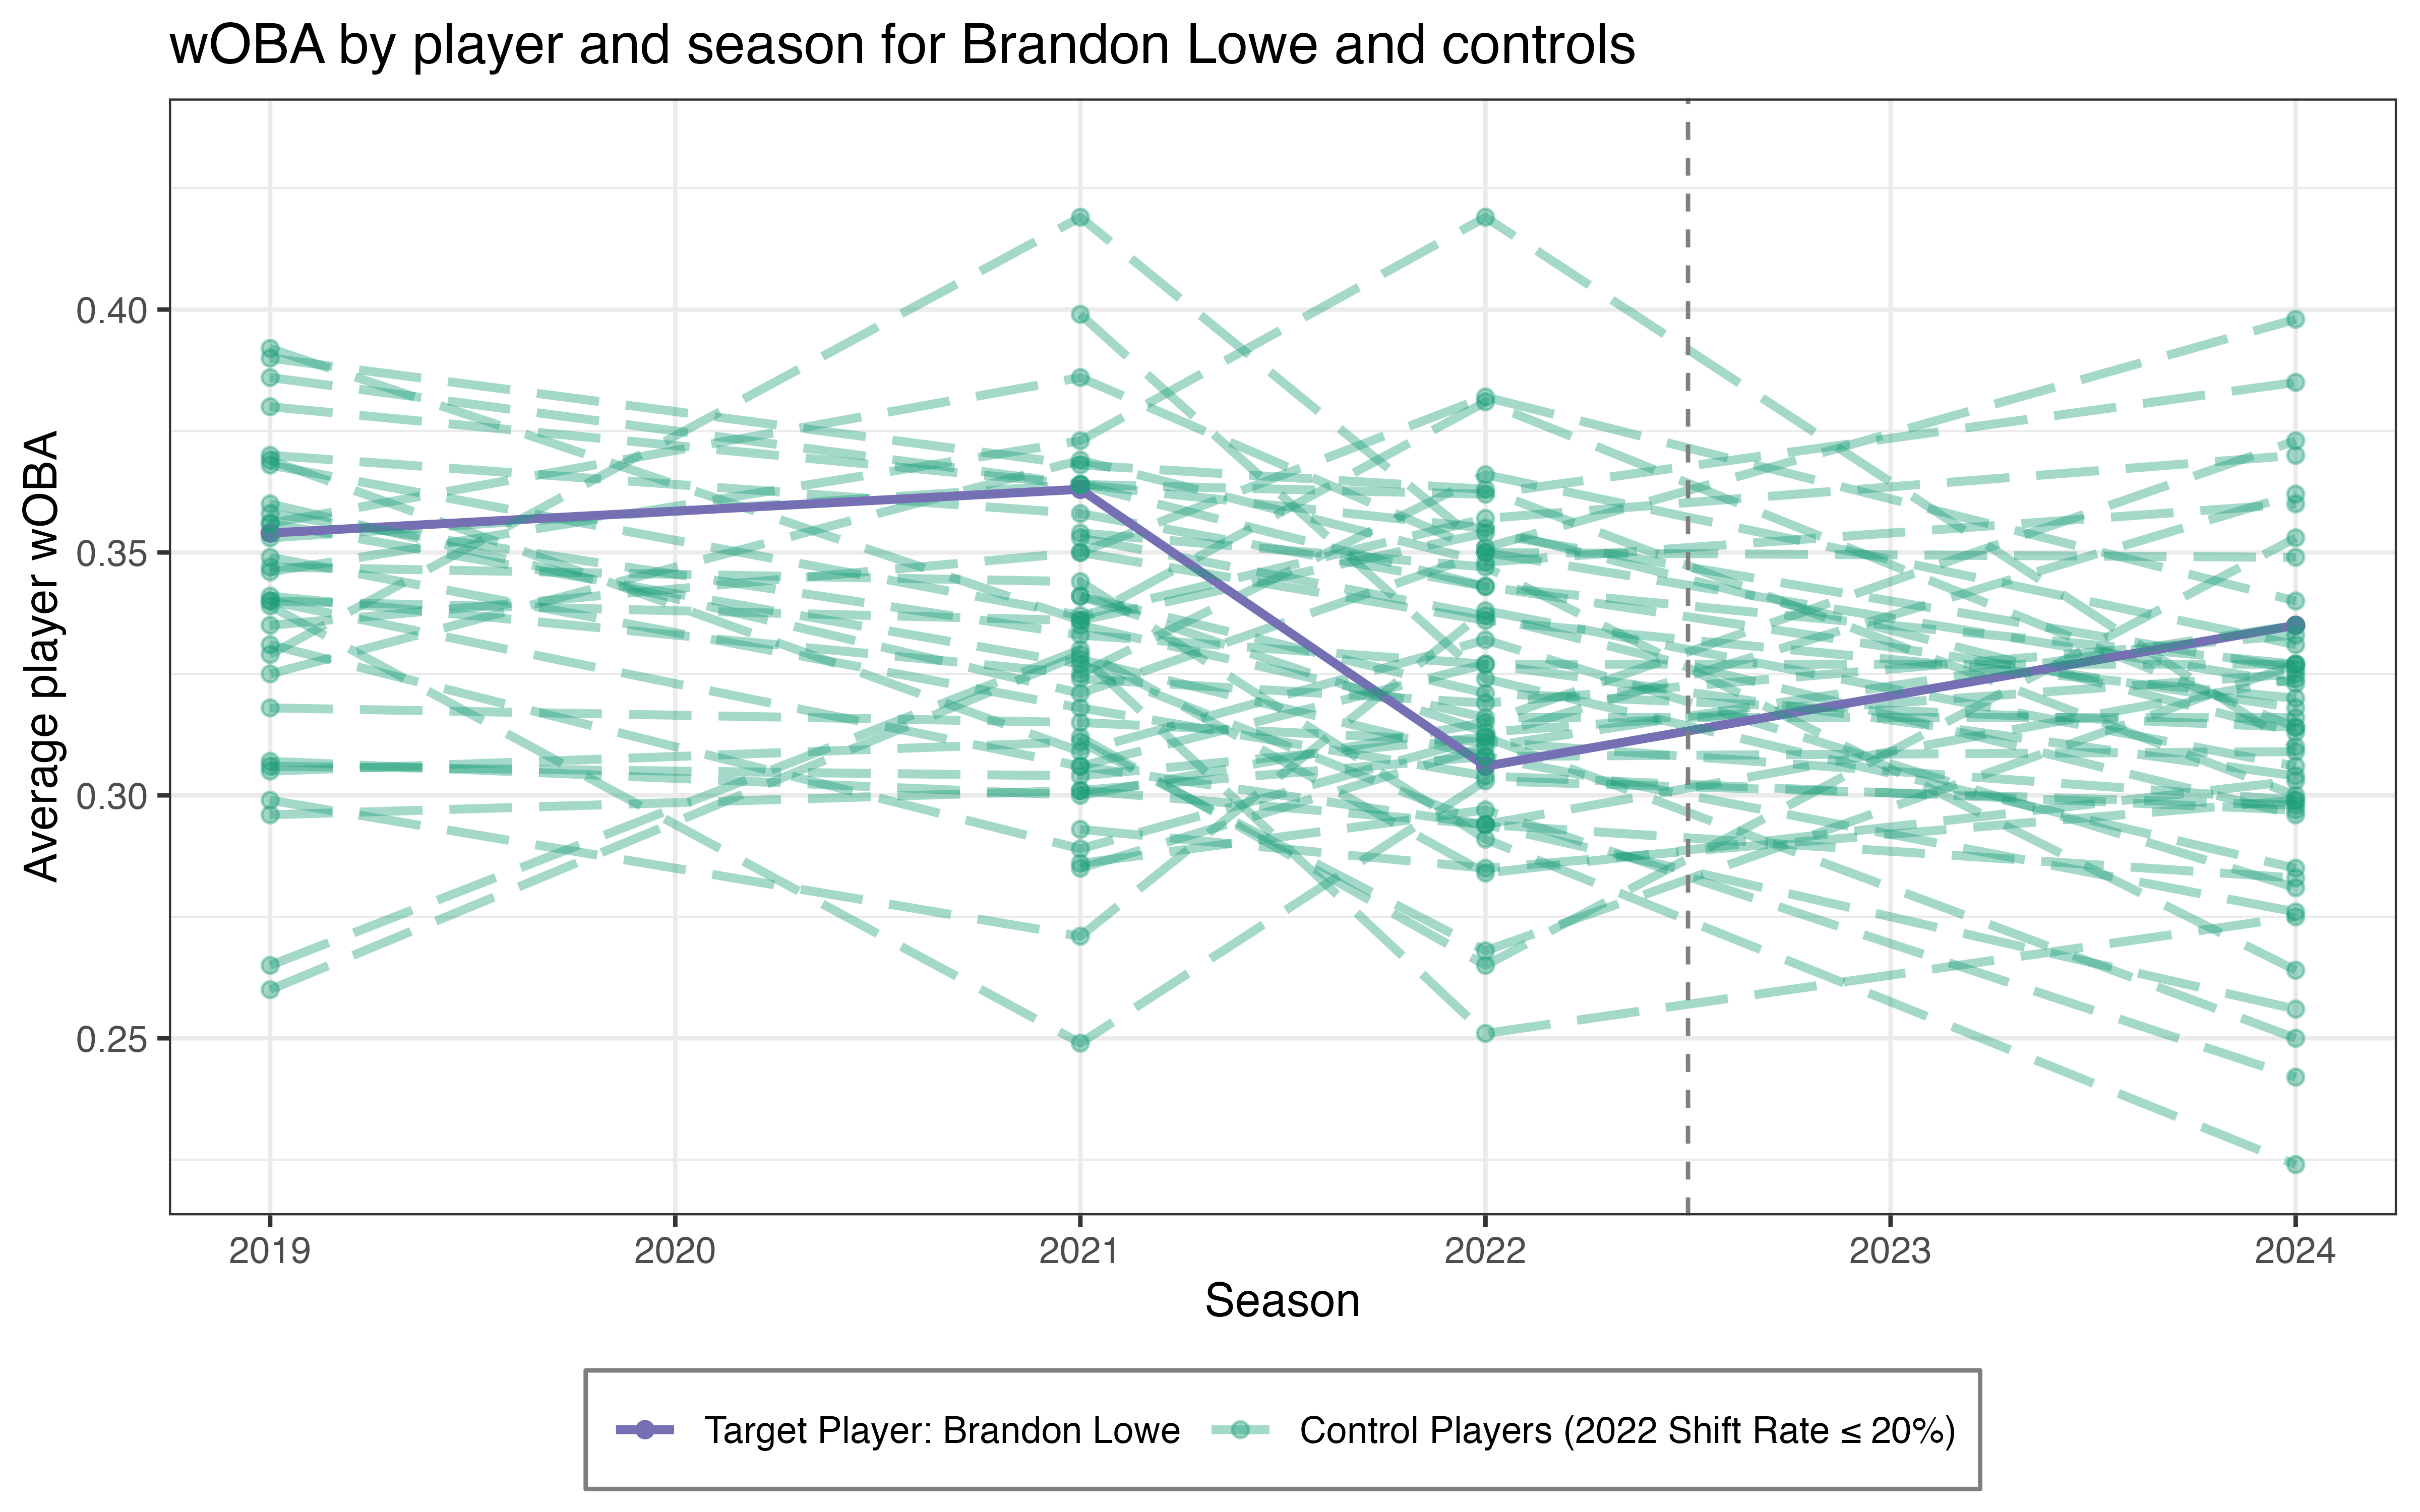 wOBA by player and season for Brandon Lowe and controls
Average player wOBA
0.40
0.35
0.30
0.25
2019 2020 2021 2022 2023 2024
Season
Target Player: Brandon Lowe Control Players (2022 Shift Rate ≤ 20%)